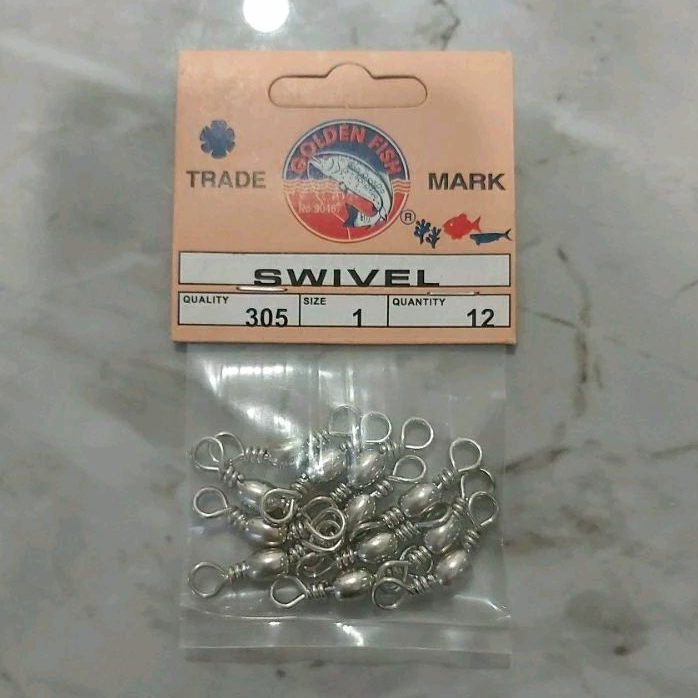 GOLDEN FISH
TRADE MARK
®
SWIVEL
QUALITY 305 SIZE 1 QUANTITY 12